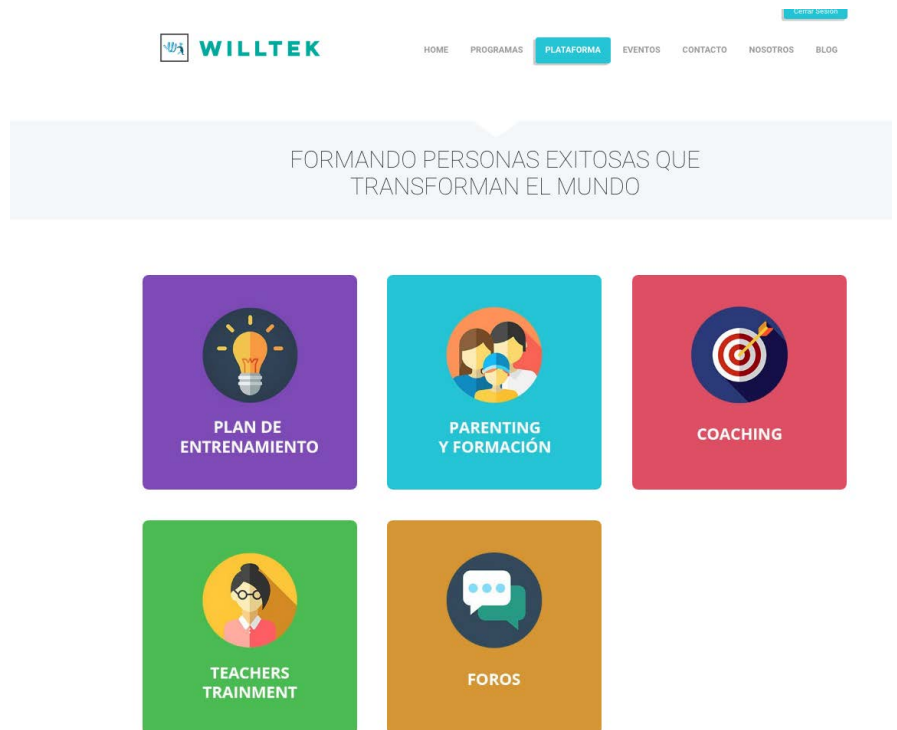 Cerrar Sesión
WILLTEK
HOME PROGRAMAS PLATAFORMA EVENTOS CONTACTO NOSOTROS BLOG
FORMANDO PERSONAS EXITOSAS QUE
TRANSFORMAN EL MUNDO
PLAN DE
ENTRENAMIENTO
PARENTING
Y FORMACIÓN
COACHING
TEACHERS
TRAINMENT
FOROS